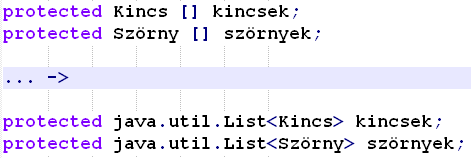 protected Kincs [] kincsek;
protected Szörny [] szörnyek;
... ->
protected java.util.List<Kincs> kincsek;
protected java.util.List<Szörny> szörnyek;